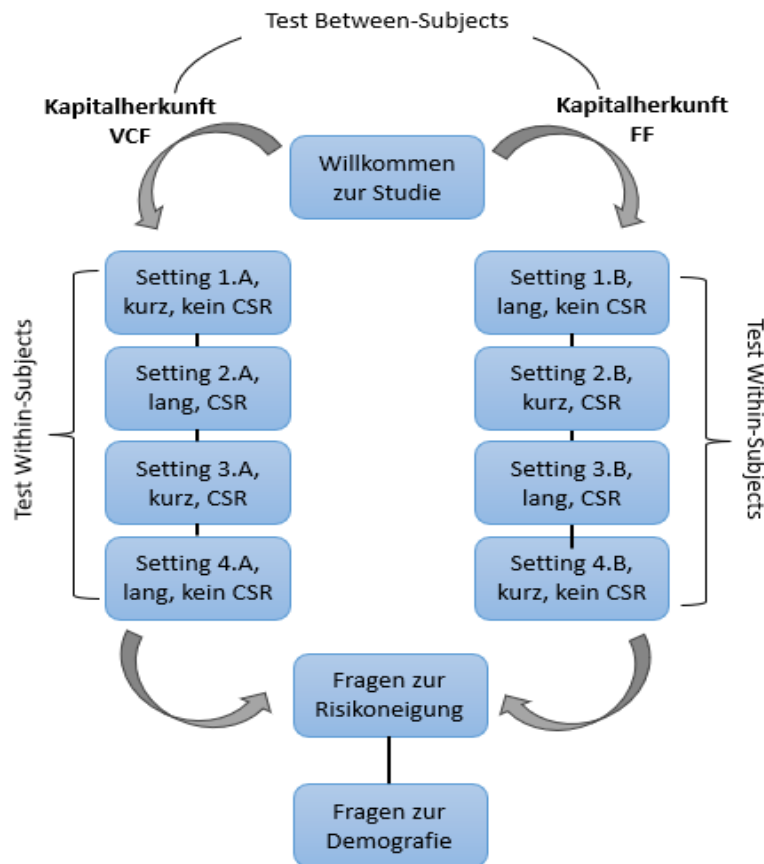 Test Between-Subjects
Kapitalherkunft
VCF
Kapitalherkunft
FF
Willkommen
zur Studie
Test Within-Subjects
Setting 1.A,
kurz, kein CSR
Setting 2.A,
lang, CSR
Setting 3.A,
kurz, CSR
Setting 4.A,
lang, kein CSR
Setting 1.B,
lang, kein CSR
Setting 2.B,
kurz, CSR
Setting 3.B,
lang, CSR
Setting 4.B,
kurz, kein CSR
Test Within-Subjects
Fragen zur
Risikoneigung
Fragen zur
Demografie